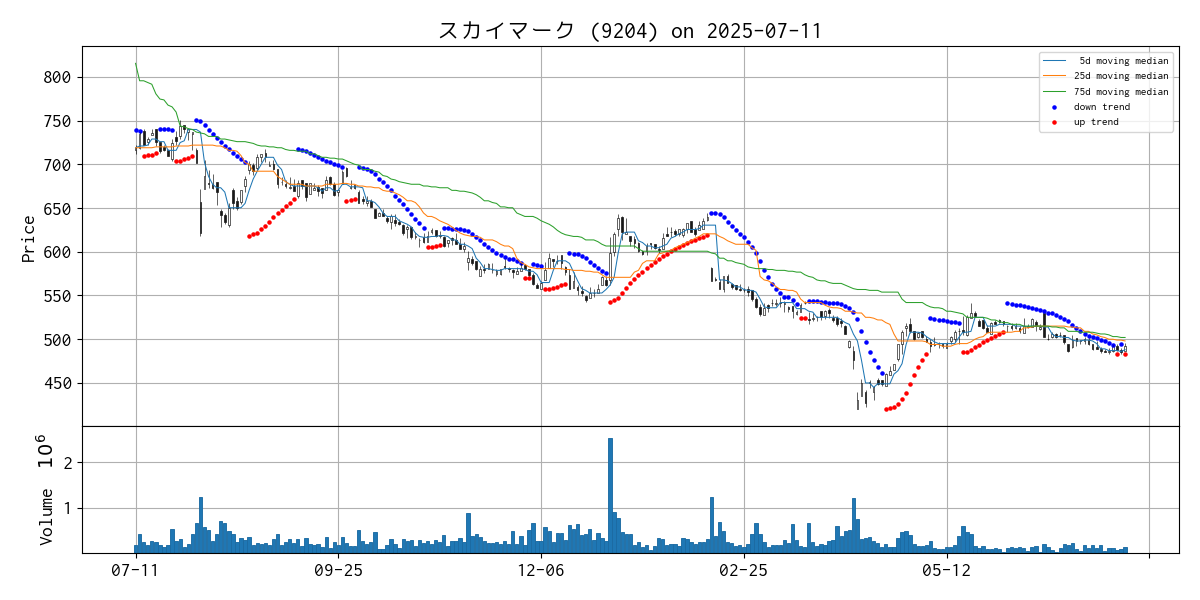 スカイマーク (9204) on 2025-07-11
5d moving median
25d moving median
75d moving median
down trend
up trend
800
750
700
650
600
550
500
450
Price
2
1
Volume 10^6
07-11
09-25
12-06
02-25
05-12